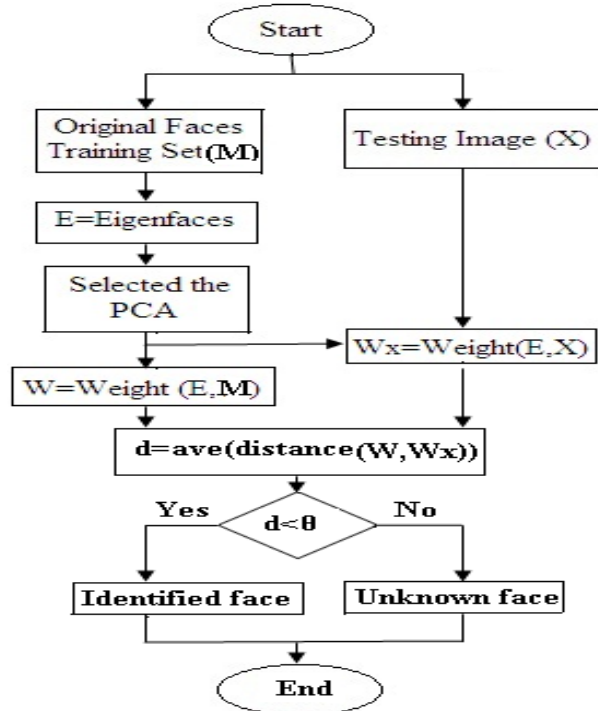 Start
Original Faces
Training Set(M)
Testing Image (X)
E=Eigenfaces
Selected the
PCA
Wx=Weight(E,X)
W=Weight (E,M)
d=ave(distance(W,Wx))
Yes
No
d<θ
Identified face
Unknown face
End